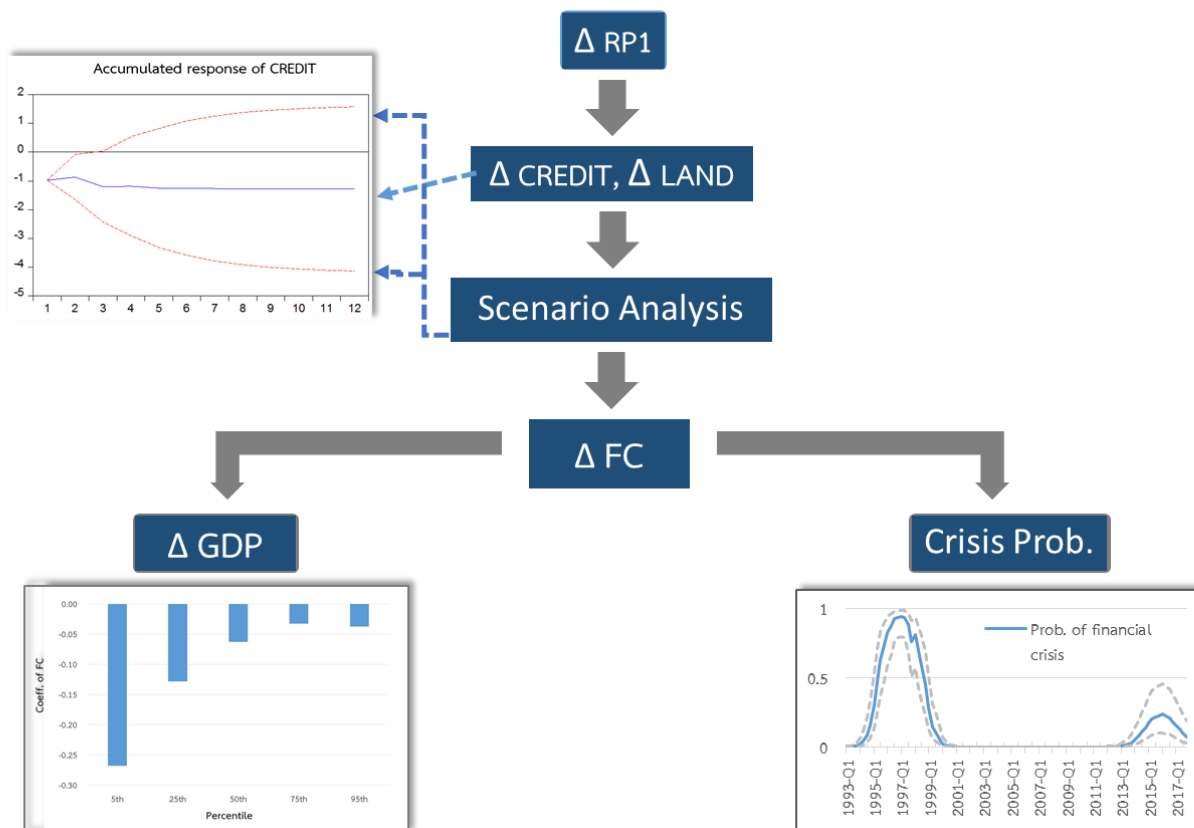 Δ RP1
Accumulated response of CREDIT
2
1
0
-1
-2
-3
-4
-5
1 2 3 4 5 6 7 8 9 10 11 12
Δ CREDIT, Δ LAND
Scenario Analysis
Δ FC
Δ GDP
Crisis Prob.
Coeff. of FC
0.00
-0.05
-0.10
-0.15
-0.20
-0.25
-0.30
5th 25th 50th 75th 95th
Percentile
1
0.5
0
Prob. of financial
crisis
1993-Q1
1995-Q1
1997-Q1
1999-Q1
2001-Q1
2003-Q1
2005-Q1
2007-Q1
2009-Q1
2011-Q1
2013-Q1
2015-Q1
2017-Q1